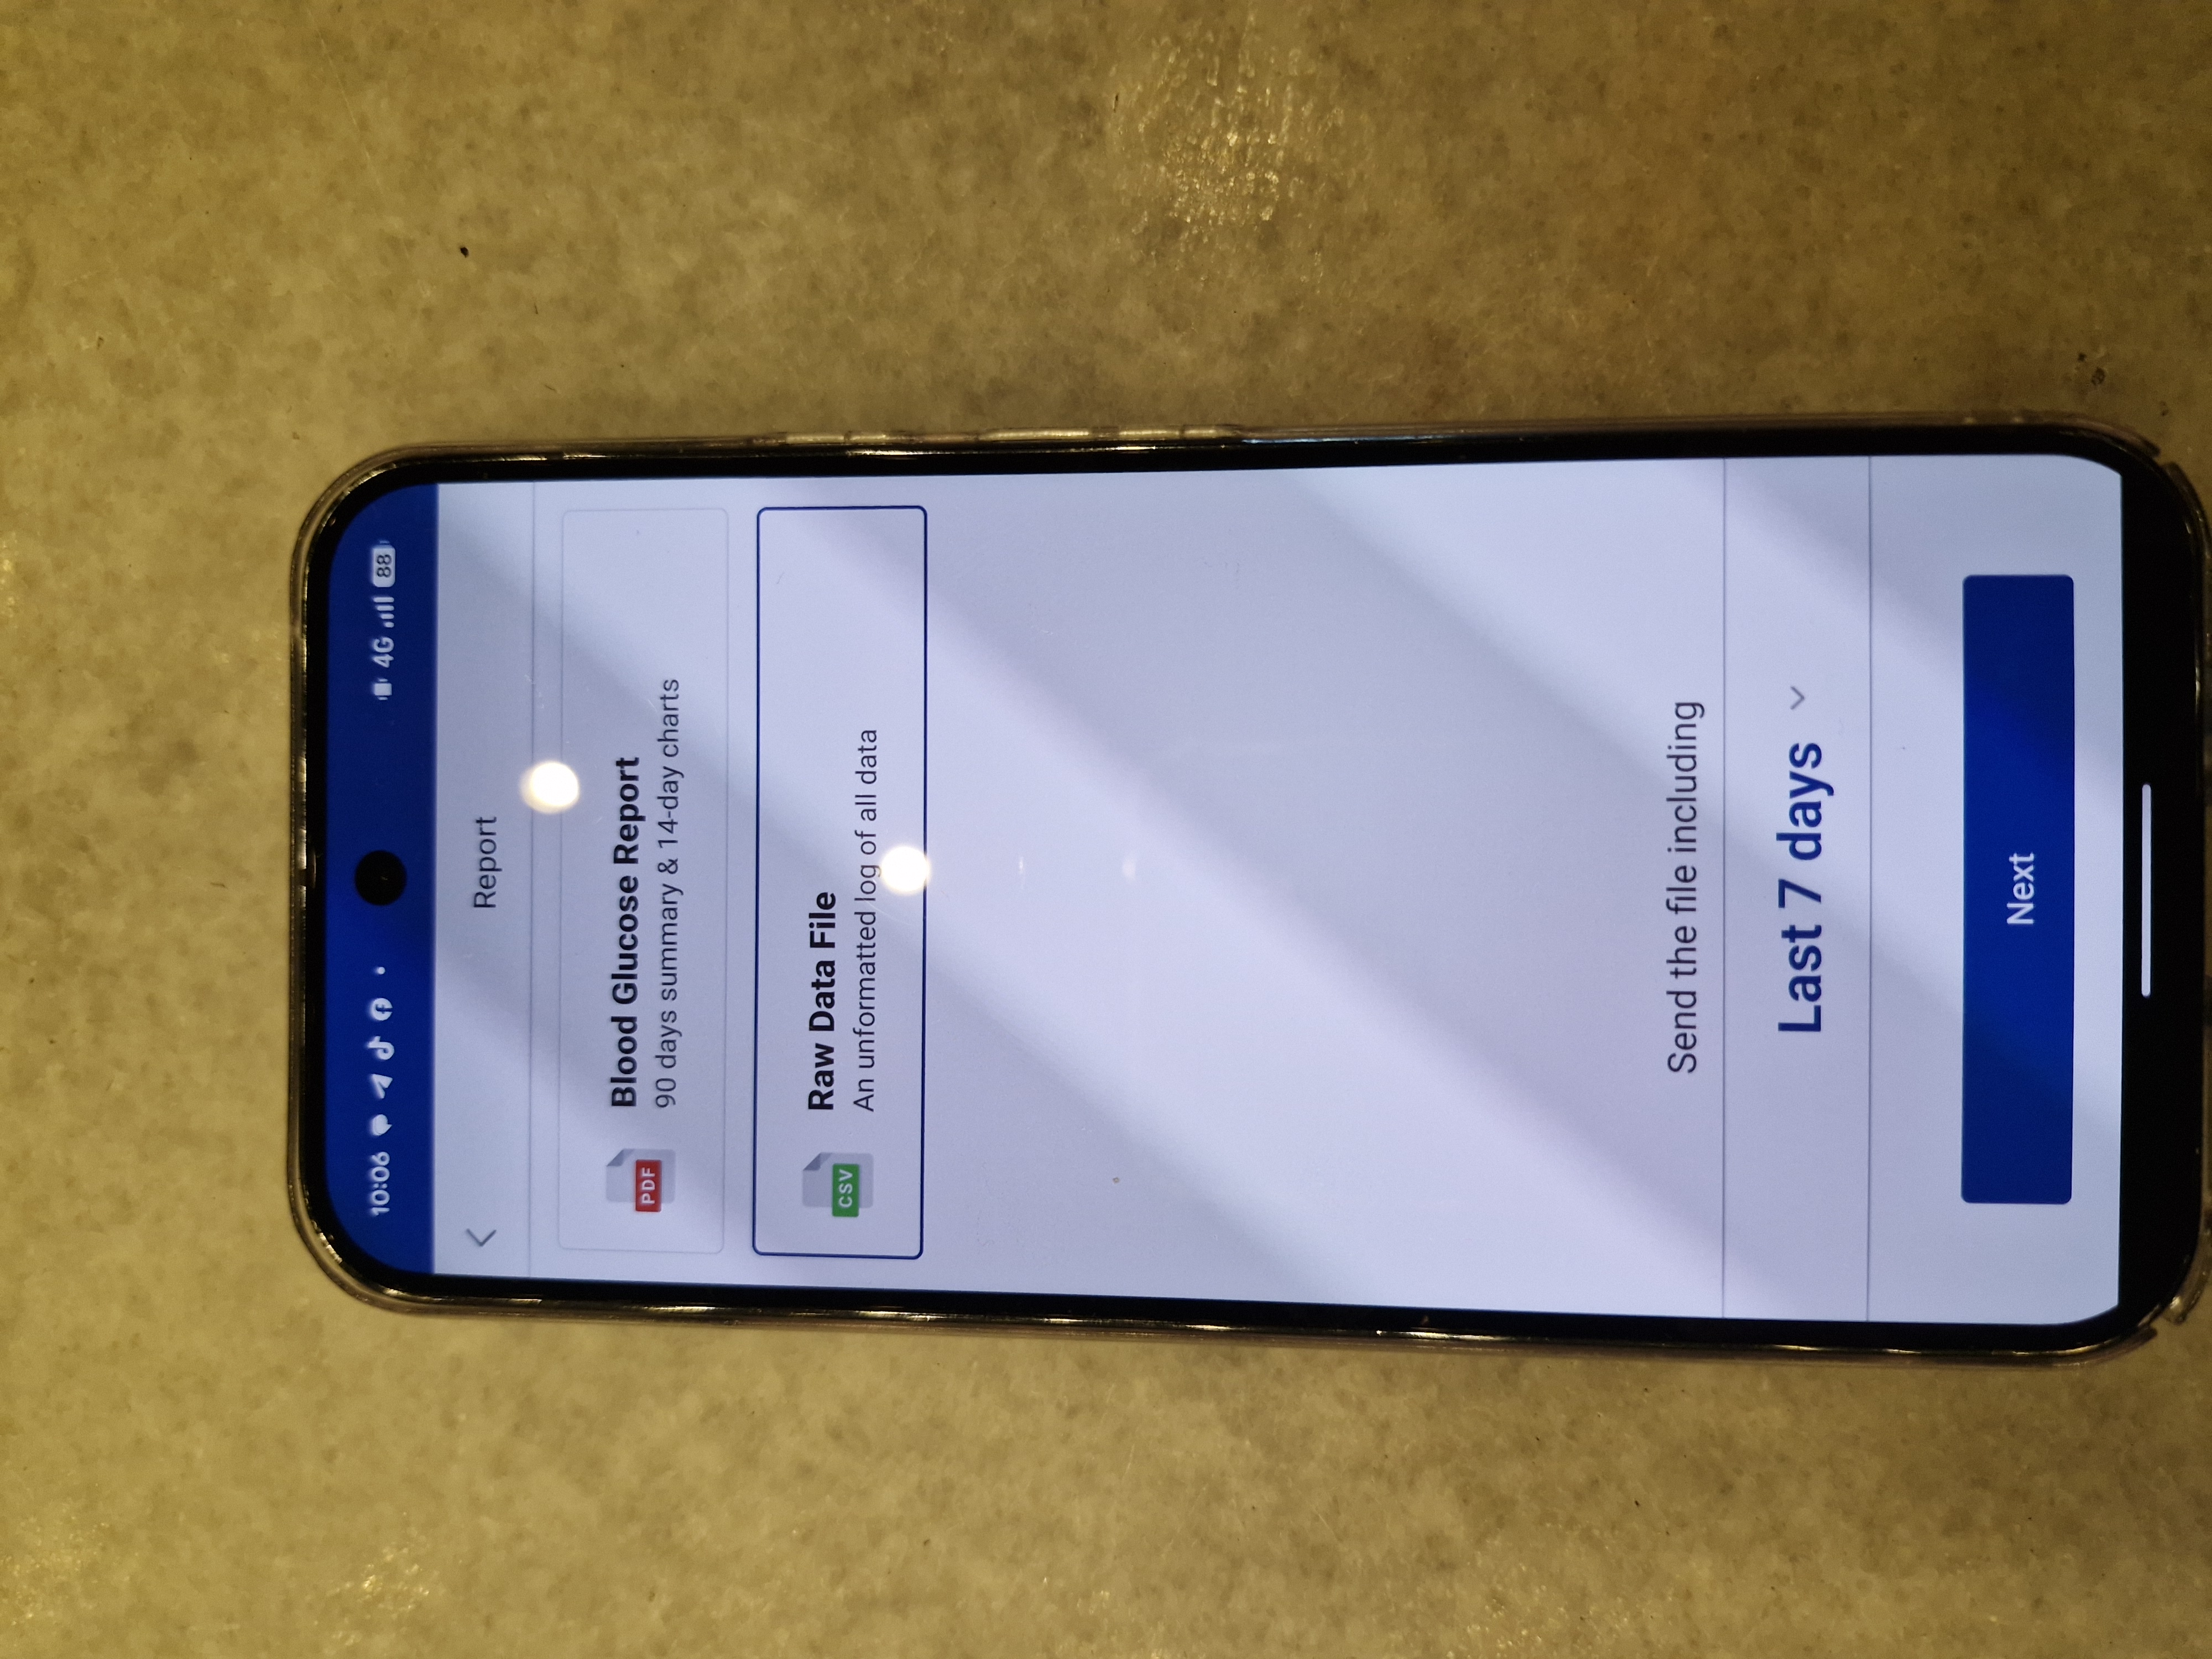 10:06 4G 88
Report
PDF
Blood Glucose Report
90 days summary & 14-day charts
CSV
Raw Data File
An unformatted log of all data
Send the file including
Last 7 days
Next